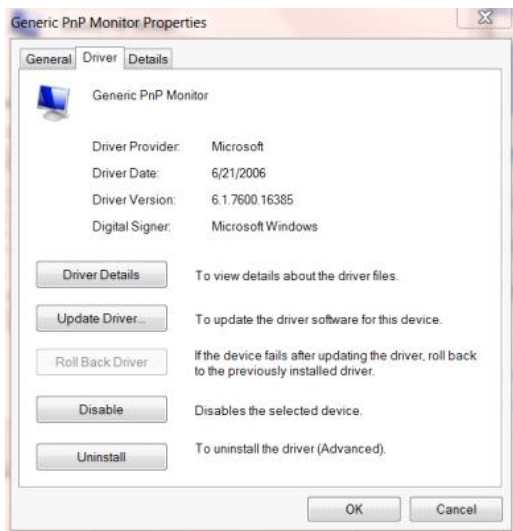 Generic PnP Monitor Properties
General Driver Details
Generic PnP Monitor
Driver Provider: Microsoft
Driver Date: 6/21/2006
Driver Version: 6.1.7600.16385
Digital Signer: Microsoft Windows
Driver Details To view details about the driver files.
Update Driver... To update the driver software for this device.
Roll Back Driver If the device fails after updating the driver, roll back
to the previously installed driver.
Disable Disables the selected device.
Uninstall To uninstall the driver (Advanced).
OK Cancel